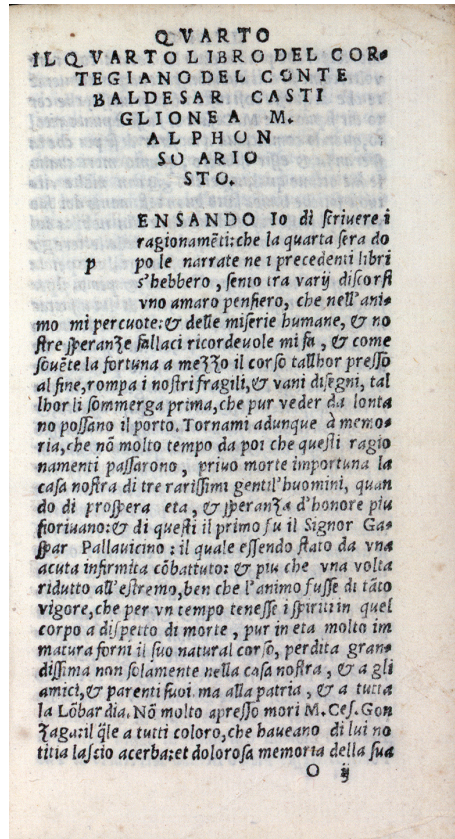 QVARTO
IL QVARTO LIBRO DEL COR-
TEGIANO DEL CONTE
BALDESAR CASTI
GLIONE A M.
ALPHON
SO ARIO
STO.
ENSANDO Io di ſcriuere i
ragionamẽti: che la quarta ſera do
p po le narrate ne i precedenti libri
s'hebbero, ſento tra varij diſcorſi
vno amaro penſiero, che nell'ani-
mo mi percuote: & delle miſerie humane, & no
ſtre ſperanze fallaci ricordeuole mi fa, & come
ſouẽte la fortuna a mezzo il corſo tallhor preſſo
al fine, rompa i noſtri fragili, & vani diſegni, tal
lhor li ſommerga prima, che pur veder da lonta
no poſſano il porto. Tornami adunque à memo-
ria, che nõ molto tempo da poi che queſti ragio
namenti paſſarono, priuo morte importuna la
caſa noſtra di tre rariſſimi gentil'huomini, quan
do di proſpera eta, & ſperanza d'honore piu
fioriuano: & di queſti il primo fu il Signor Ga-
ſpar Pallauicino: il quale eſſendo ſtato da vna
acuta infirmita cõbattuto: & piu che vna volta
ridutto all'eſtremo, ben che l'animo fuſſe di tãto
vigore, che per vn tempo teneſſe i ſpiriti in quel
corpo a diſpetto di morte, pur in eta molto im
matura forni il ſuo natural corſo, perdita gran-
diſſima non ſolamente nella caſa noſtra, & a gli
amici, & parenti ſuoi. ma alla patria, & a tutta
la Lõbardia. Nõ molto apreſſo mori M. Ceſ. Gon
zaga: il q̃le a tutti coloro, che haueano di lui no
titia laſcio acerba: et doloroſa memoria della ſua
O ij